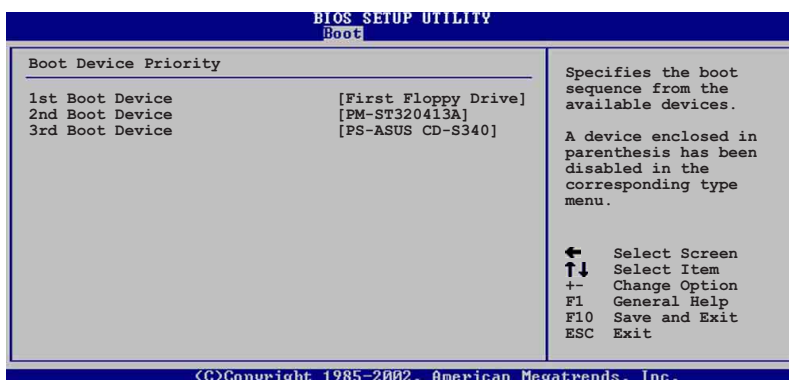 BIOS SETUP UTILITY
Boot
Boot Device Priority
1st Boot Device [First Floppy Drive]
2nd Boot Device [PM-ST320413A]
3rd Boot Device [PS-ASUS CD-S340]
Specifies the boot
sequence from the
available devices.
A device enclosed in
parenthesis has been
disabled in the
corresponding type
menu.
← Select Screen
↑↓ Select Item
+- Change Option
F1 General Help
F10 Save and Exit
ESC Exit
(C)Copyright 1985-2002, American Megatrends, Inc.